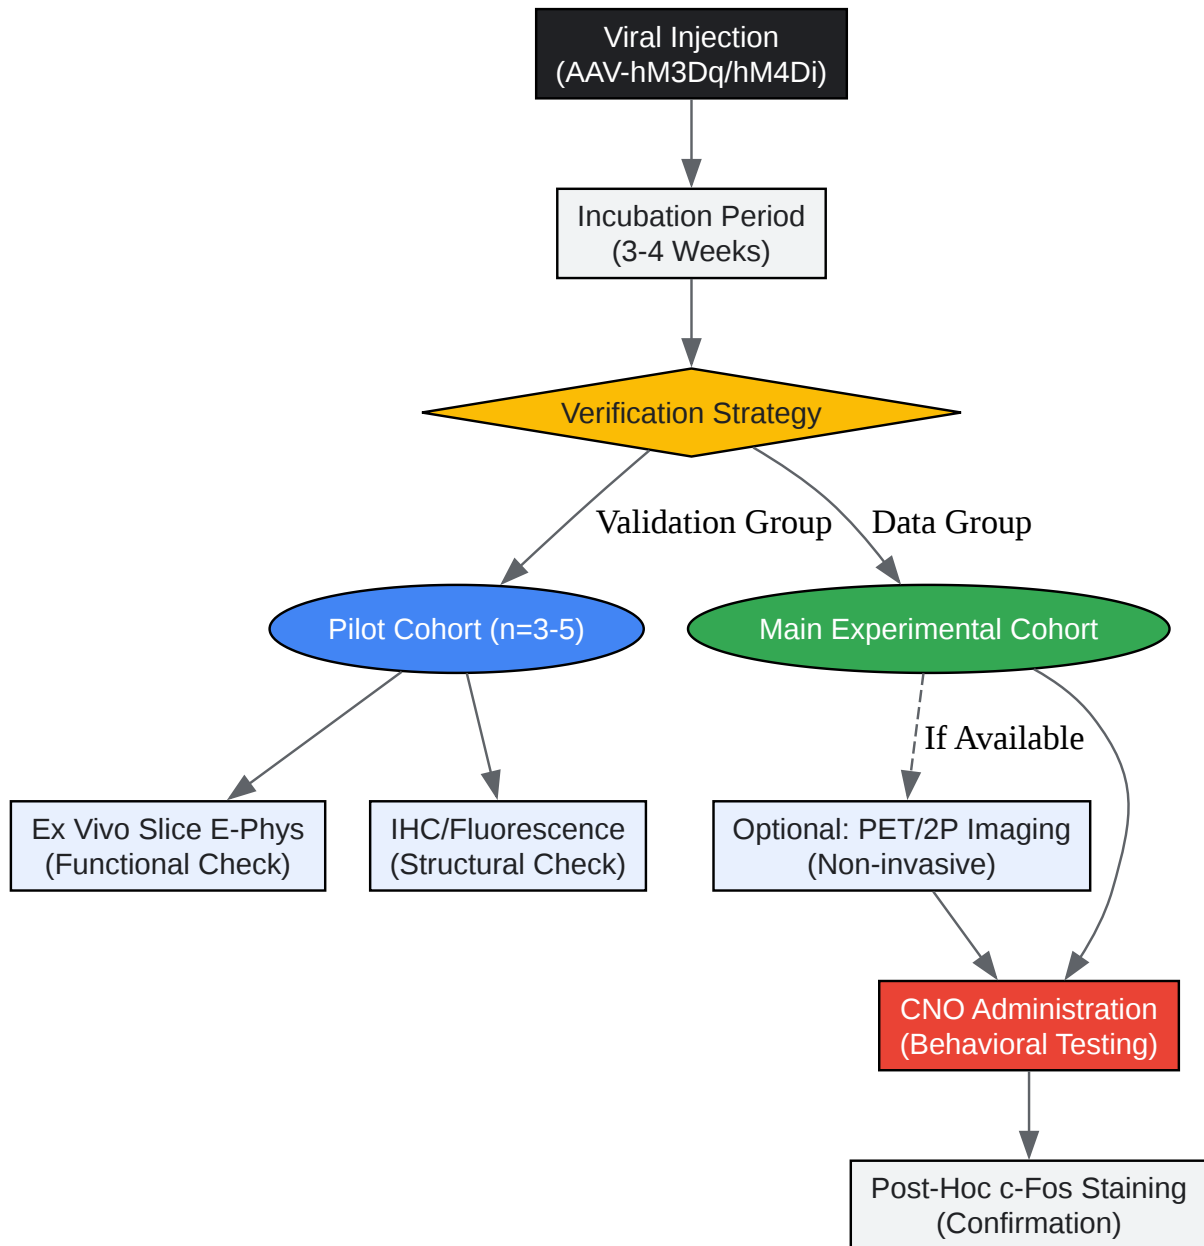 Viral Injection
(AAV-hM3Dq/hM4Di)
Incubation Period
(3-4 Weeks)
Verification Strategy
Validation Group
Data Group
Pilot Cohort (n=3-5)
Main Experimental Cohort
If Available
Ex Vivo Slice E-Phys
(Functional Check)
IHC/Fluorescence
(Structural Check)
Optional: PET/2P Imaging
(Non-invasive)
CNO Administration
(Behavioral Testing)
Post-Hoc c-Fos Staining
(Confirmation)